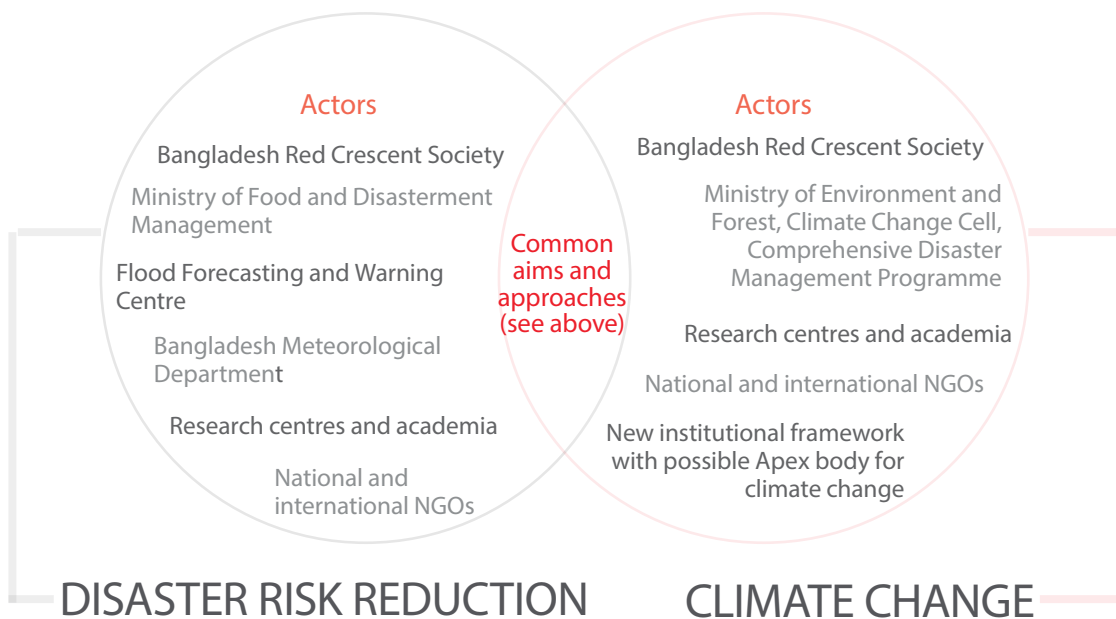 Actors
Bangladesh Red Crescent Society
Ministry of Food and Disasterment
Management
Flood Forecasting and Warning
Centre
Bangladesh Meteorological
Department
Research centres and academia
National and
international NGOs
Common
aims and
approaches
(see above)
Actors
Bangladesh Red Crescent Society
Ministry of Environment and
Forest, Climate Change Cell,
Comprehensive Disaster
Management Programme
Research centres and academia
National and international NGOs
New institutional framework
with possible Apex body for
climate change
DISASTER RISK REDUCTION
CLIMATE CHANGE